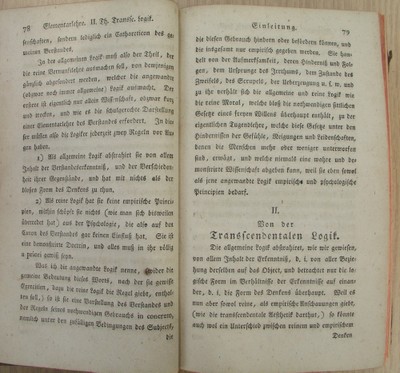 78 Elementarlehre. II. Th. Transsc. Logik.
senschaften, sondern lediglich ein Catharcticon des ge-
meinen Verstandes.
In der allgemeinen Logik muß also der Theil, der
die reine Vernunftlehre ausmachen soll, von demjenigen
gänzlich abgesondert werden, welcher die angewandte
(obzwar noch immer allgemeine) Logik ausmacht. Der
erstere ist eigentlich nur allein Wissenschaft, obzwar kurz
und trocken, und wie es die schulgerechte Darstellung
einer Elementarlehre des Verstandes erfordert. In die-
ser müssen also die Logiker jederzeit zwey Regeln vor Au-
gen haben.
1) Als allgemeine Logik abstrahirt sie von allem
Inhalt der Verstandeserkenntniß, und der Verschieden-
heit ihrer Gegenstände, und hat mit nichts als der
blossen Form des Denkens zu thun.
2) Als reine Logik hat sie keine empirische Princi-
pien, mithin schöpft sie nichts (wie man sich bisweilen
überredet hat) aus der Psychologie, die also auf den
Canon des Verstandes gar keinen Einfluß hat. Sie ist
eine demonstrirte Doctrin, und alles muß in ihr völlig
a priori gewiß seyn.
Was ich die angewandte Logik nenne, (wider die
gemeine Bedeutung dieses Worts, nach der sie gewisse
Exercitien, dazu die reine Logik die Regel giebt, enthal-
ten soll,) so ist sie eine Vorstellung des Verstandes und
der Regeln seines nothwendigen Gebrauchs in concreto,
nemlich unter den zufälligen Bedingungen des Subjects,
die
Einleitung. 79
die diesen Gebrauch hindern oder befördern können, und
die insgesamt nur empirisch gegeben werden. Sie han-
delt von der Aufmerksamkeit, deren Hinderniß und Fol-
gen, dem Ursprunge des Irrthums, dem Zustande des
Zweifels, des Scrupels, der Ueberzeugung u. s. w. und
zu ihr verhält sich die allgemeine und reine Logik wie
die reine Moral, welche bloß die nothwendigen sittlichen
Gesetze eines freyen Willens überhaupt enthält, zu der
eigentlichen Tugendlehre, welche diese Gesetze unter den
Hindernissen der Gefühle, Neigungen und Leidenschaften,
denen die Menschen mehr oder weniger unterworfen
sind, erwägt, und welche niemals eine wahre und de-
monstrirte Wissenschaft abgeben kann, weil sie eben sowol
als jene angewandte Logik empirische und psychologische
Principien bedarf.
II.
Von der
Transscendentalen Logik.
Die allgemeine Logik abstrahiret, wie wir gewiesen,
von allem Inhalt der Erkenntniß, d. i. von aller Bezie-
hung derselben auf das Object, und betrachtet nur die lo-
gische Form im Verhältnisse der Erkenntnisse auf einan-
der, d. i. die Form des Denkens überhaupt. Weil es
nun aber sowol reine, als empirische Anschauungen giebt,
(wie die transscendentale Aesthetik darthut,) so könnte
auch wol ein Unterschied zwischen reinem und empirischem
Denken